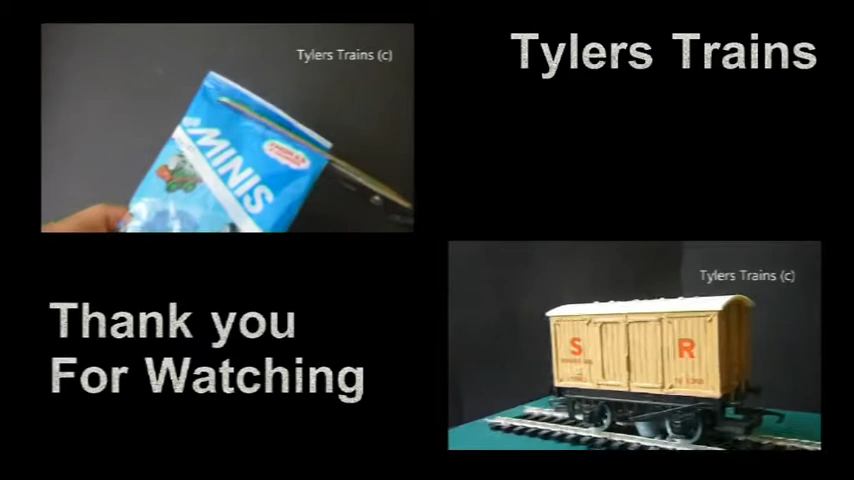 Tylers Trains (c)
Tylers Trains
MINIS
Thank you
For Watching
Tylers Trains (c)
S R